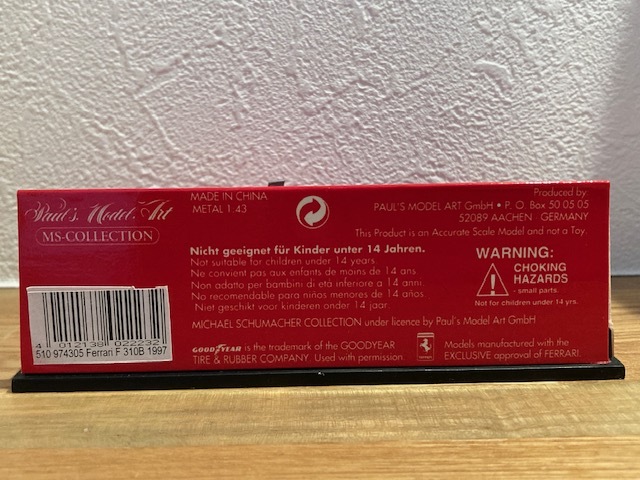 Paul's Model Art
MS-COLLECTION
MADE IN CHINA
METAL 1:43
Produced by:
PAUL'S MODEL ART GmbH • P. O. Box 50 05 05
52089 AACHEN · GERMANY
This Product is an Accurate Scale Model and not a Toy.
Nicht geeignet für Kinder unter 14 Jahren.
Not suitable for children under 14 years.
Ne convient pas aux enfants de moins de 14 ans.
Non adatto per bambini di età inferiore a 14 anni.
No recomendable para niños menores de 14 años.
Niet geschikt voor kinderen onder 14 jaar.
WARNING:
CHOKING
HAZARDS
- small parts.
Not for children under 14 yrs.
MICHAEL SCHUMACHER COLLECTION under licence by Paul's Model Art GmbH
GOODYEAR is the trademark of the GOODYEAR
TIRE & RUBBER COMPANY Used with permission
Models manufactured with the
EXCLUSIVE approval of FERRARI.
4 012138 022232
510 974305 Ferrari F 310B 1997